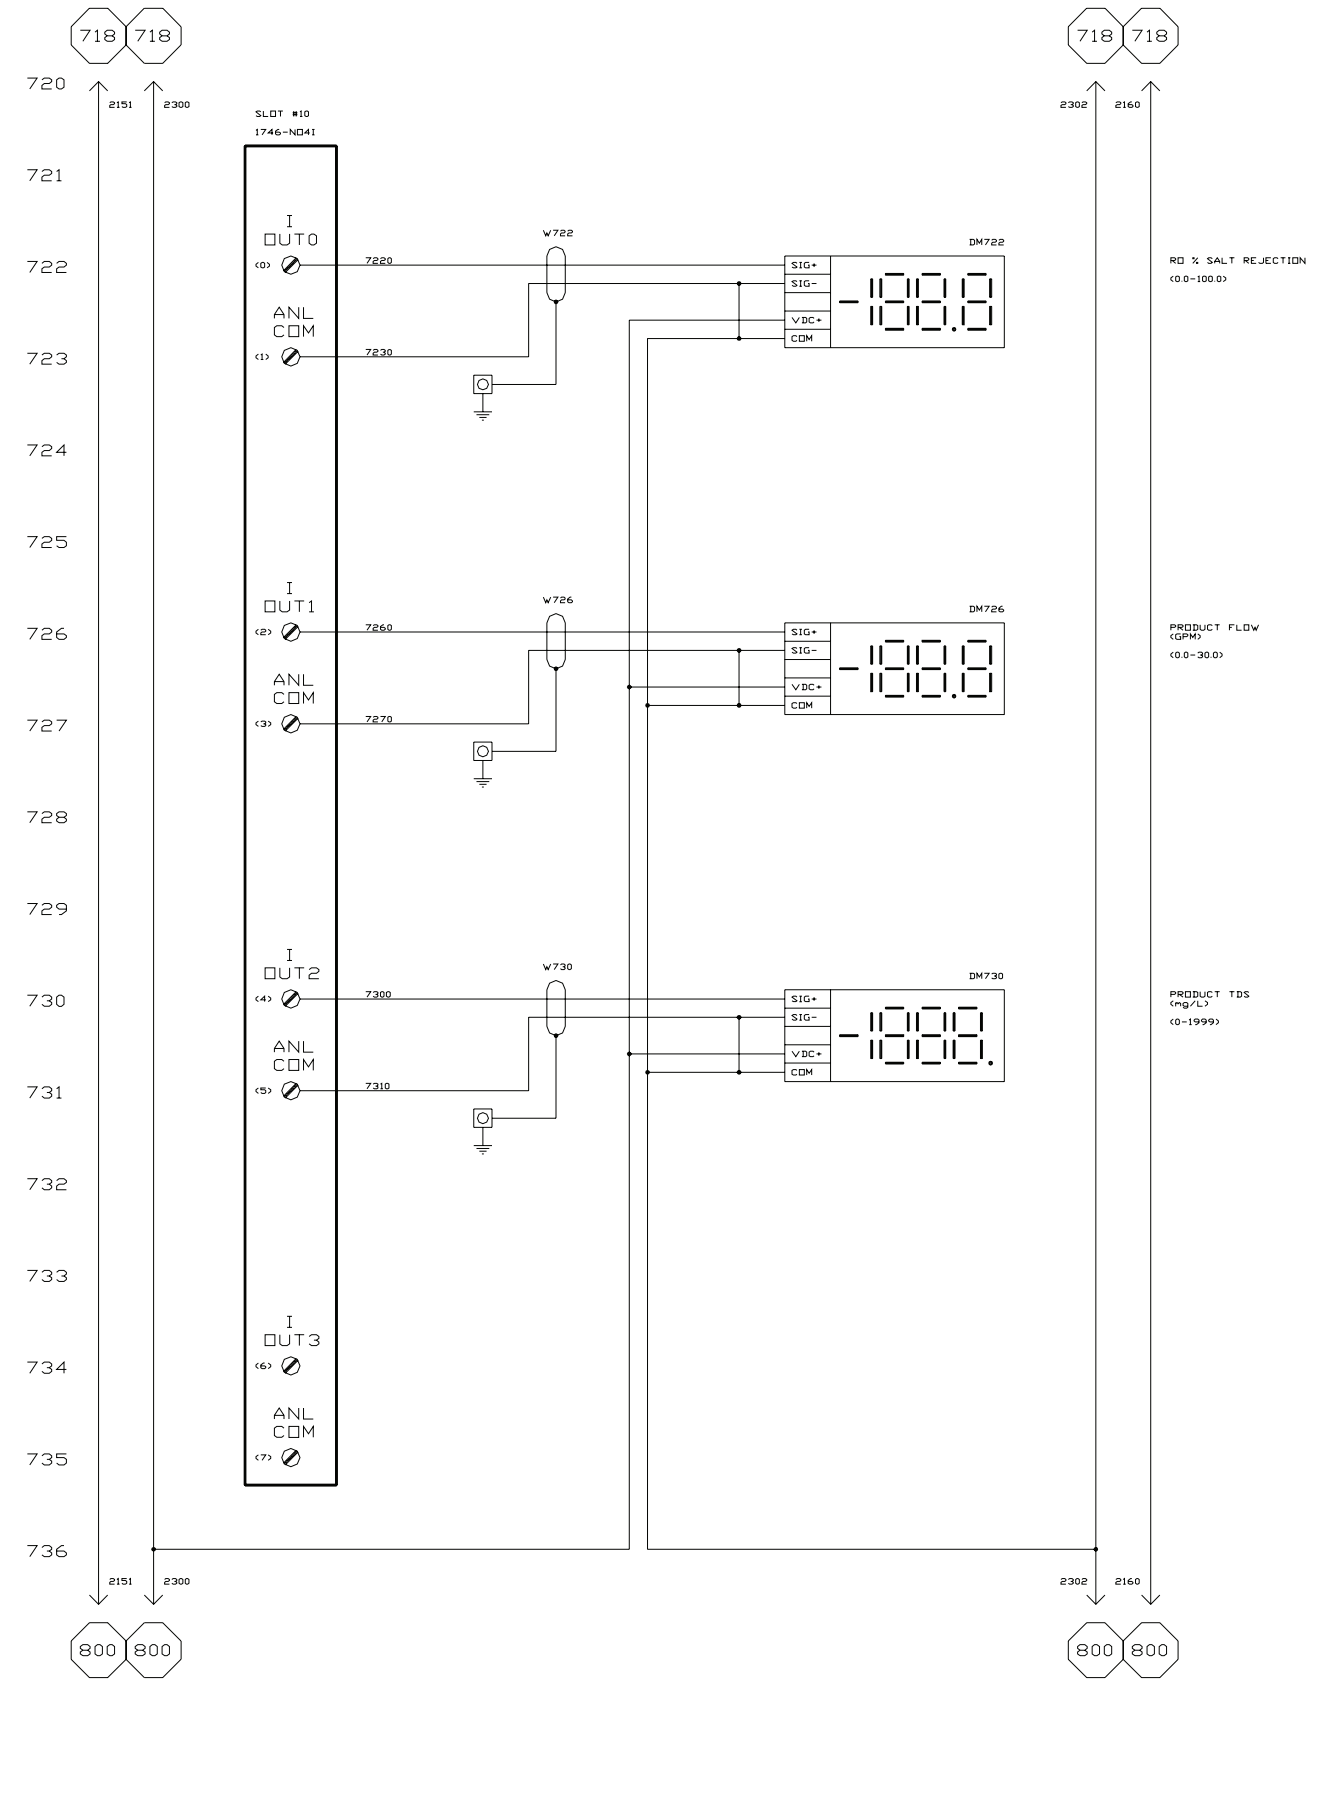 718 718 718 718
720
2151 2300 2302 2160
SLOT #10
1746-NO4I
721
I
OUT0
W722
DM722
722 (0) 7220 SIG+ RO % SALT REJECTION
SIG- -188.8 (0.0-100.0)
ANL
COM
VDC+
COM
723 (1) 7230
724
725
I
OUT1
W726
DM726
726 (2) 7260 SIG+ PRODUCT FLOW
(GPM)
SIG- -188.8 (0.0-30.0)
ANL
COM
VDC+
COM
727 (3) 7270
728
729
I
OUT2
W730
DM730
730 (4) 7300 SIG+ PRODUCT TDS
(mg/L)
SIG- -1888. (0-1999)
ANL
COM
VDC+
COM
731 (5) 7310
732
733
I
OUT3
734 (6)
ANL
COM
735 (7)
736
2151 2300 2302 2160
800 800 800 800